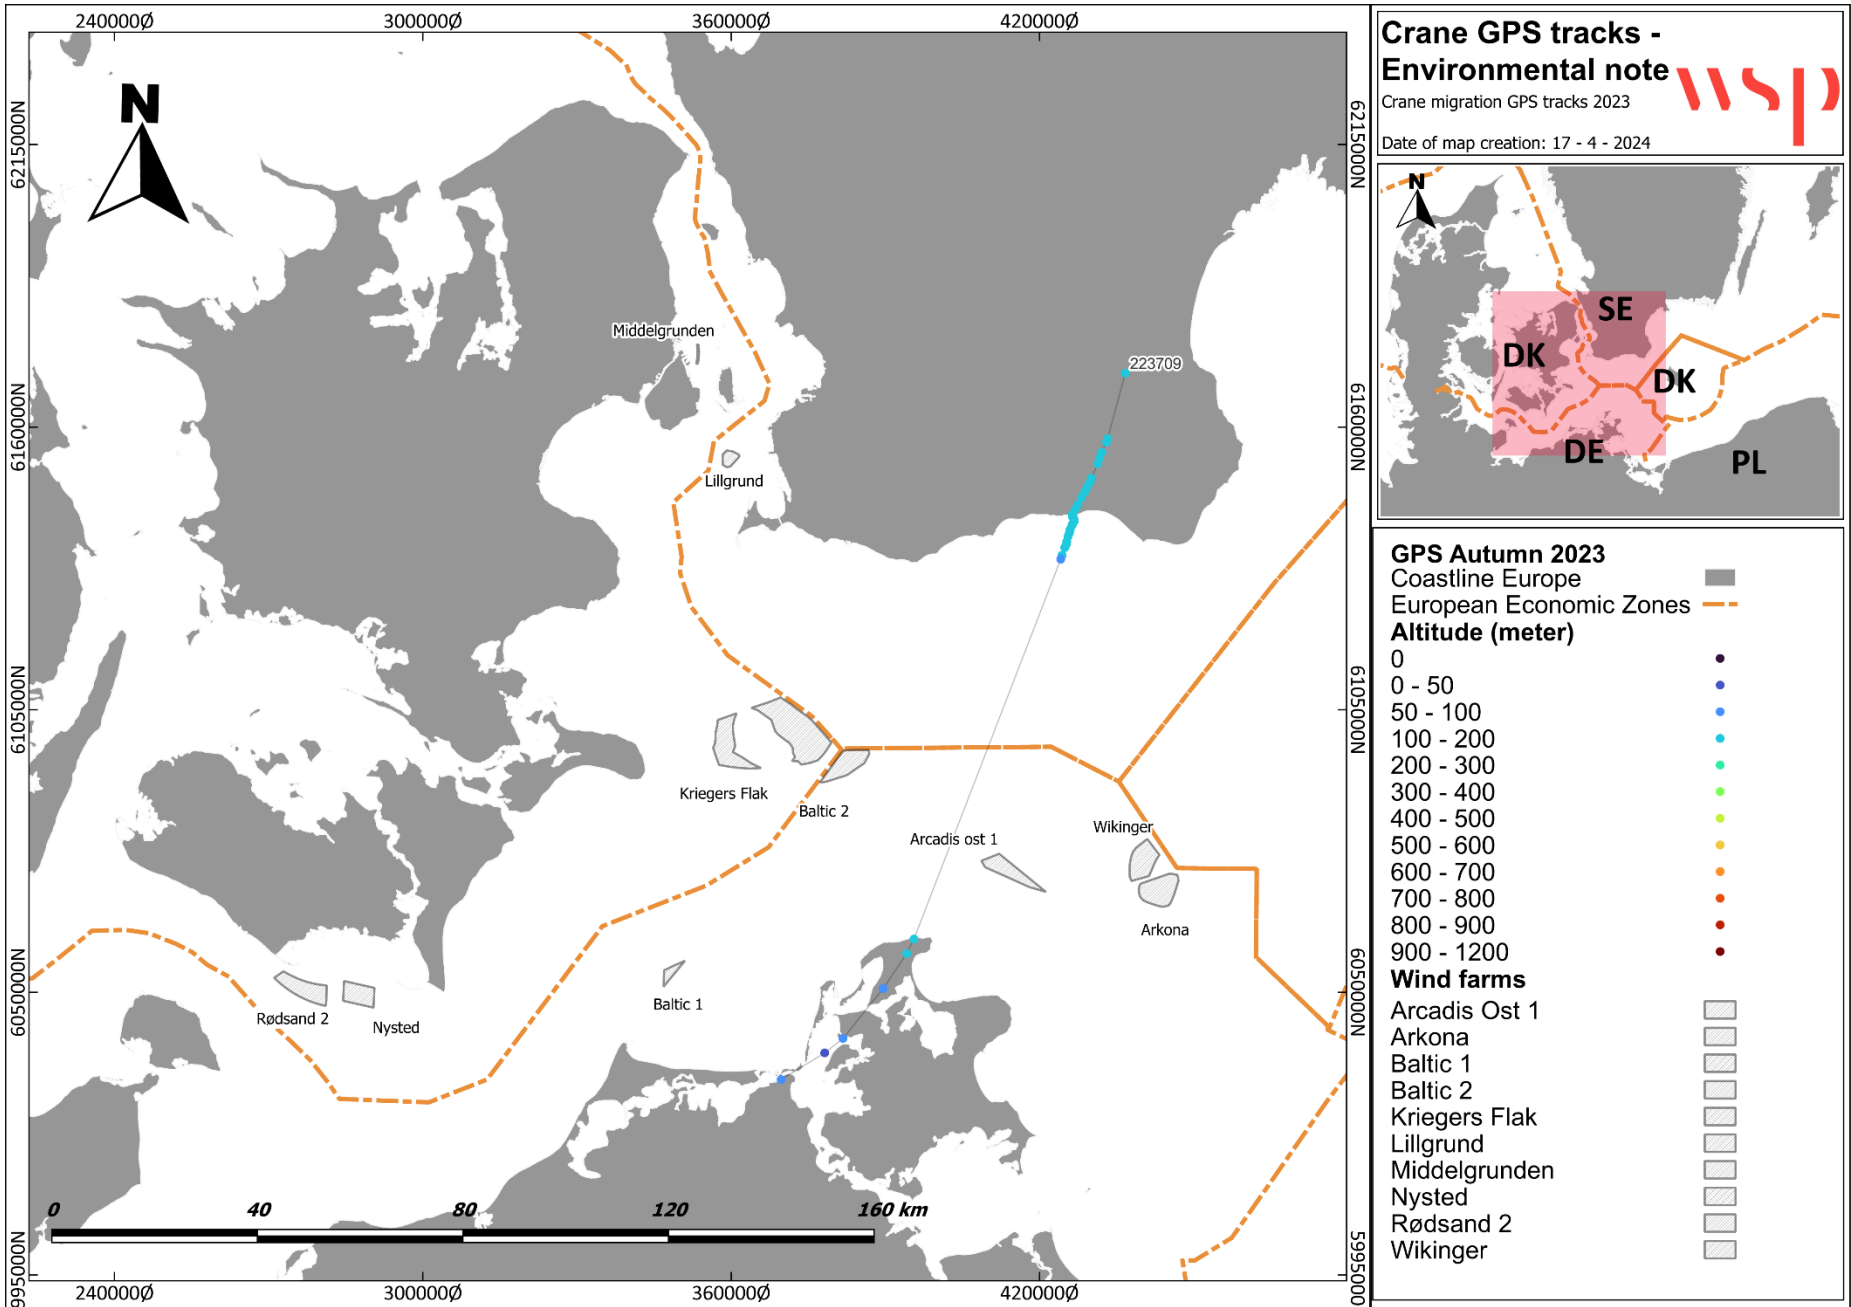 2400000Ø 3000000Ø 3600000Ø 4200000Ø
6215000N
6160000N
6105000N
6050000N
5995000N
N
Middelgrunden
223709
Lillgrund
Kriegers Flak
Baltic 2
Arcadis ost 1
Wikinger
Arkona
Baltic 1
Rødsand 2
Nysted
0 40 80 120 160 km
6215000N
6160000N
6105000N
6050000N
5995000
2400000Ø 3000000Ø 3600000Ø 4200000Ø
Crane GPS tracks -
Environmental note
wsp
Crane migration GPS tracks 2023
Date of map creation: 17 - 4 - 2024
N
SE
DK
DK
DE
PL
GPS Autumn 2023
Coastline Europe
European Economic Zones
Altitude (meter)
0
0 - 50
50 - 100
100 - 200
200 - 300
300 - 400
400 - 500
500 - 600
600 - 700
700 - 800
800 - 900
900 - 1200
Wind farms
Arcadis Ost 1
Arkona
Baltic 1
Baltic 2
Kriegers Flak
Lillgrund
Middelgrunden
Nysted
Rødsand 2
Wikinger